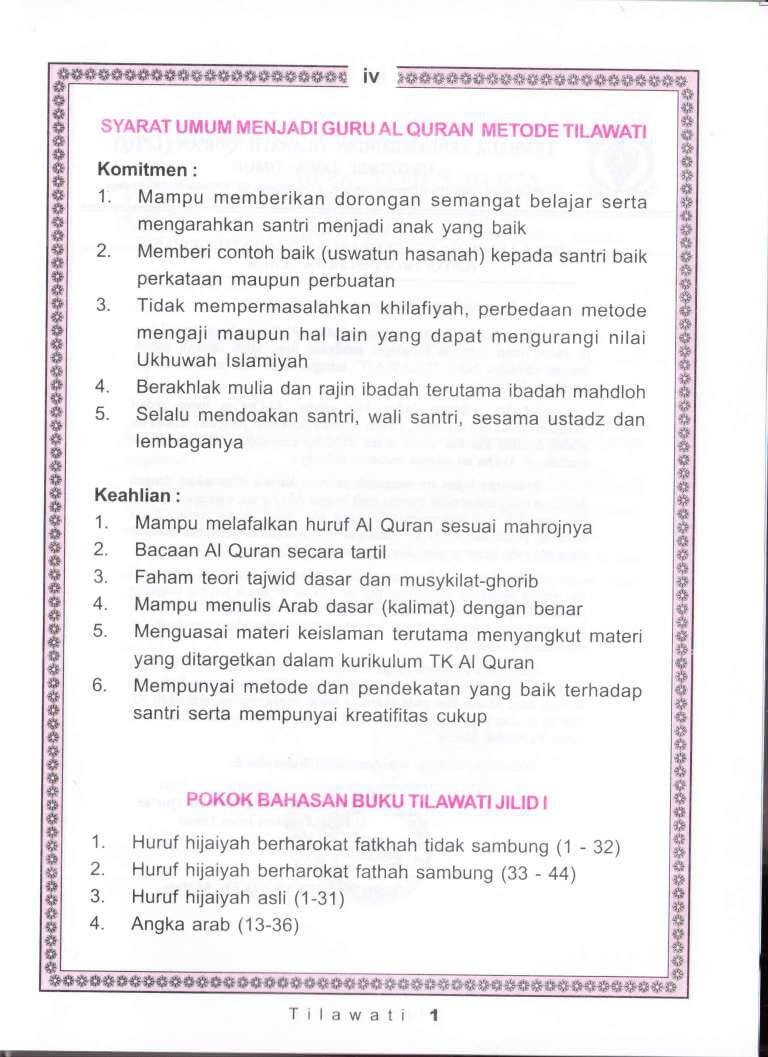 iv
SYARAT UMUM MENJADI GURU AL QURAN METODE TILAWATI
Komitmen :
1. Mampu memberikan dorongan semangat belajar serta
mengarahkan santri menjadi anak yang baik
2. Memberi contoh baik (uswatun hasanah) kepada santri baik
perkataan maupun perbuatan
3. Tidak mempermasalahkan khilafiyah, perbedaan metode
mengaji maupun hal lain yang dapat mengurangi nilai
Ukhuwah Islamiyah
4. Berakhlak mulia dan rajin ibadah terutama ibadah mahdloh
5. Selalu mendoakan santri, wali santri, sesama ustadz dan
lembaganya
Keahlian :
1. Mampu melafalkan huruf Al Quran sesuai mahrojnya
2. Bacaan Al Quran secara tartil
3. Faham teori tajwid dasar dan musykilat-ghorib
4. Mampu menulis Arab dasar (kalimat) dengan benar
5. Menguasai materi keislaman terutama menyangkut materi
yang ditargetkan dalam kurikulum TK Al Quran
6. Mempunyai metode dan pendekatan yang baik terhadap
santri serta mempunyai kreatifitas cukup
POKOK BAHASAN BUKU TILAWATI JILID I
1. Huruf hijaiyah berharokat fatkhah tidak sambung (1 - 32)
2. Huruf hijaiyah berharokat fathah sambung (33 - 44)
3. Huruf hijaiyah asli (1-31)
4. Angka arab (13-36)
Tilawati 1